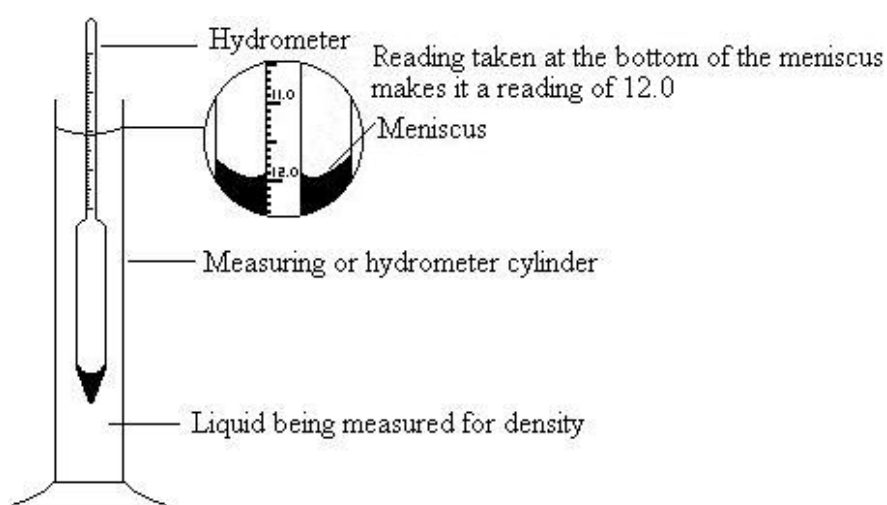 Hydrometer
Reading taken at the bottom of the meniscus
makes it a reading of 12.0
11.0
Meniscus
12.0
Measuring or hydrometer cylinder
Liquid being measured for density